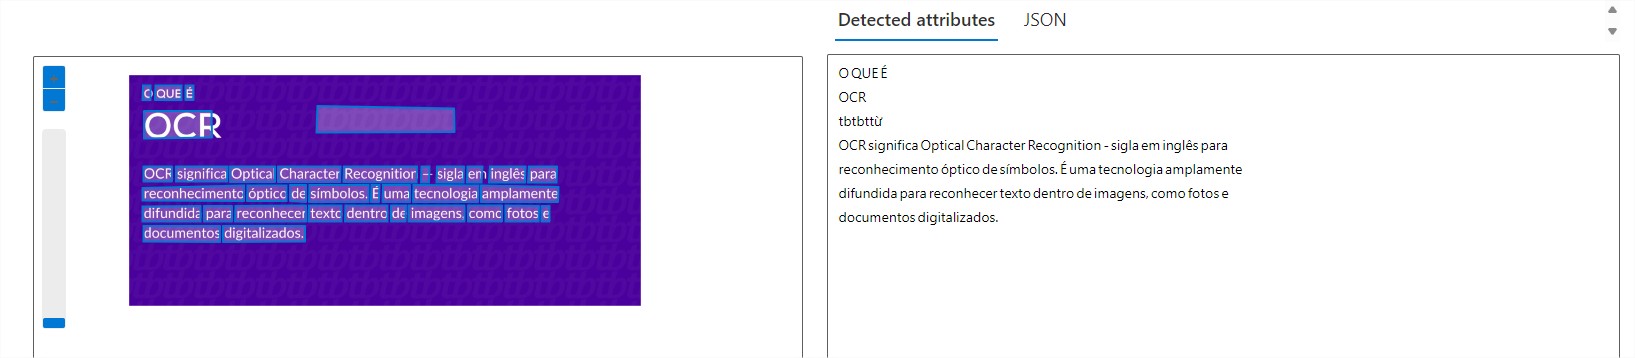 Detected attributes JSON
O QUE É
OCR
OCR significa Optical Character Recognition - sigla em inglês para
reconhecimento óptico de símbolos. É uma tecnologia amplamente
difundida para reconhecer texto dentro de imagens, como fotos e
documentos digitalizados.
O QUE É
OCR
tbtbttù
OCR significa Optical Character Recognition - sigla em inglês para
reconhecimento óptico de símbolos. É uma tecnologia amplamente
difundida para reconhecer texto dentro de imagens, como fotos e
documentos digitalizados.